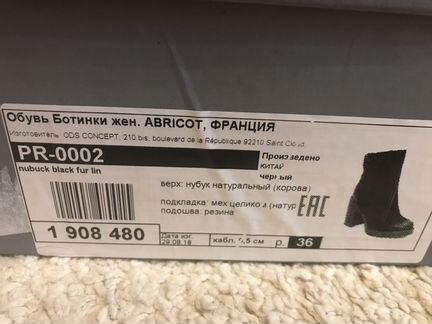 Обувь Ботинки жен. ABRICOT, ФРАНЦИЯ
Изготовитель ODS CONCEPT, 210 bis, boulevard de la République 92210 Saint
PR-0002
Произведено
КИТАЙ
nubuck black fur lin
черный
верх: нубук натуральный (корова)
подкладка: мех целико (натур
EAC
подошва: резина
1 908 480
Дата изг.
29.08.18
кабл. ,5 см
р. 36